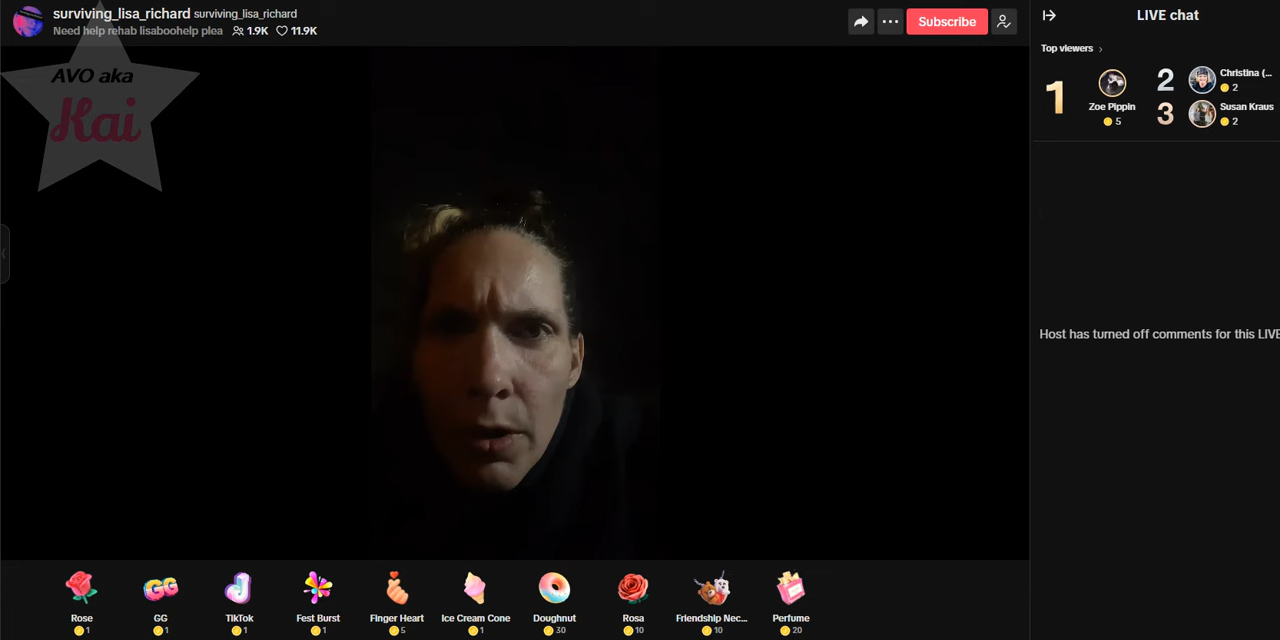 surviving_lisa_richard surviving_lisa_richard
Need help rehab lisaboohelp plea 1.9K 11.9K
Subscribe
AVO aka
Kai
LIVE chat
Top viewers
1
Zoe Pippin
5
2
Christina (...
2
3
Susan Kraus
2
Host has turned off comments for this LIVE
GG
Rose
1
GG
1
TikTok
1
Fest Burst
1
Finger Heart
5
Ice Cream Cone
1
Doughnut
30
Rosa
10
Friendship Nec...
10
Perfume
20